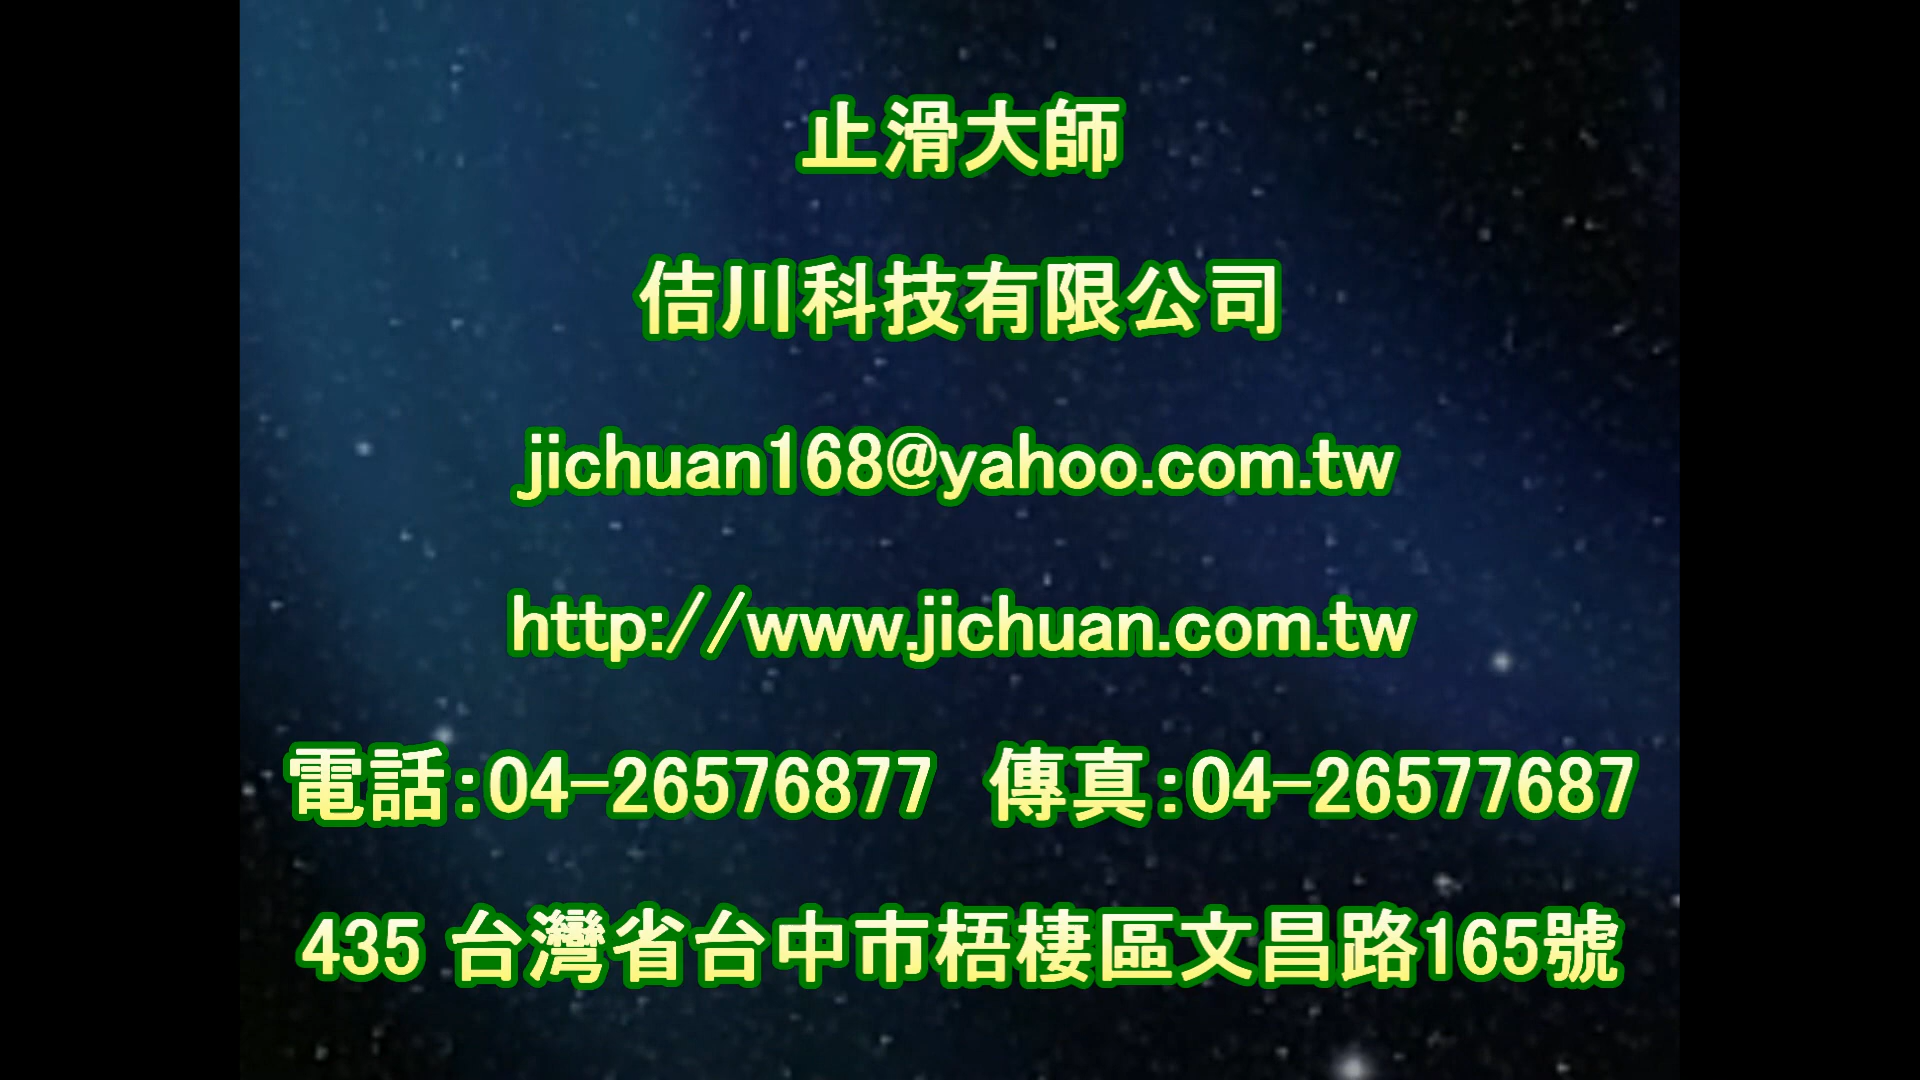 止滑大師
佶川科技有限公司
jichuan168@yahoo.com.tw
http://www.jichuan.com.tw
電話:04-26576877 傳真:04-26577687
435 台灣省台中市梧棲區文昌路165號